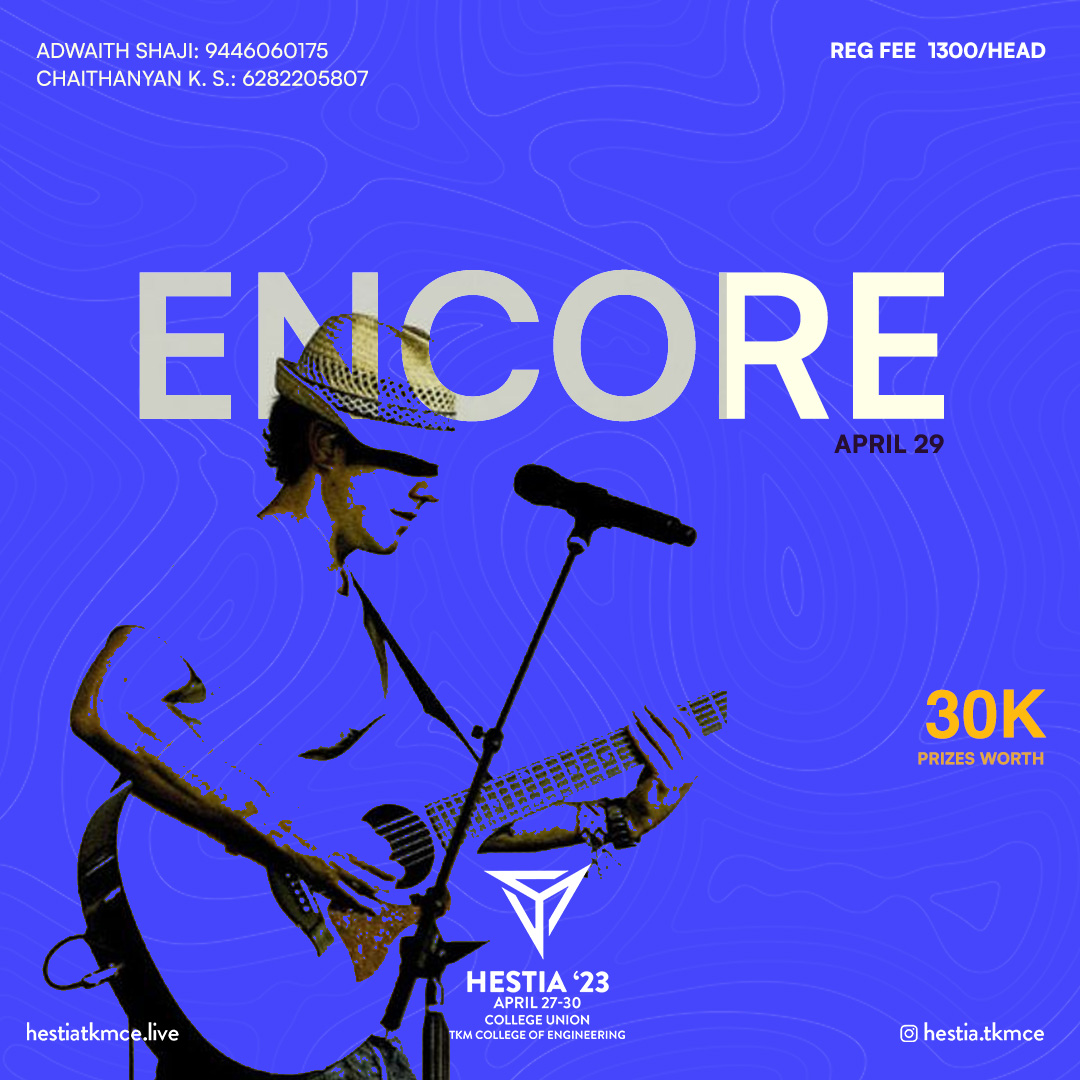 ADWAITH SHAJI: 9446060175
CHAITHANYAN K. S.: 6282205807
REG FEE 1300/HEAD
ENCORE
APRIL 29
30K
PRIZES WORTH
HESTIA ‘23
APRIL 27-30
COLLEGE UNION
TKM COLLEGE OF ENGINEERING
hestiatkmce.live
hestia.tkmce